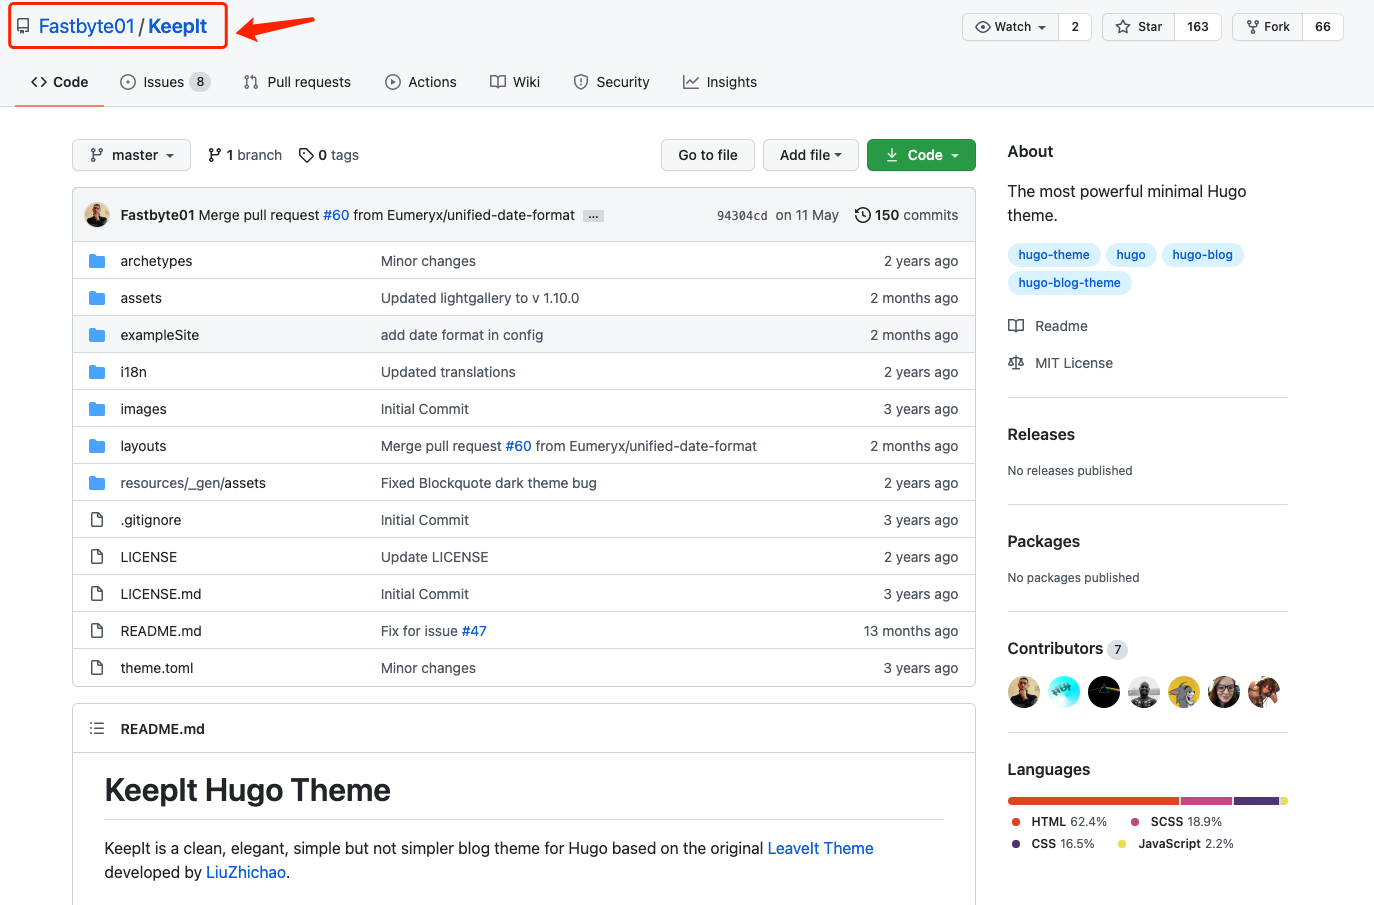 Fastbyte01 / KeepIt
Watch 2 Star 163 Fork 66
Code Issues 8 Pull requests Actions Wiki Security Insights
master 1 branch 0 tags Go to file Add file Code
Fastbyte01 Merge pull request #60 from Eumeryx/unified-date-format ... 94304cd on 11 May 150 commits
archetypes Minor changes 2 years ago
assets Updated lightgallery to v 1.10.0 2 months ago
exampleSite add date format in config 2 months ago
i18n Updated translations 2 years ago
images Initial Commit 3 years ago
layouts Merge pull request #60 from Eumeryx/unified-date-format 2 months ago
resources/_gen/assets Fixed Blockquote dark theme bug 2 years ago
.gitignore Initial Commit 3 years ago
LICENSE Update LICENSE 2 years ago
LICENSE.md Initial Commit 3 years ago
README.md Fix for issue #47 13 months ago
theme.toml Minor changes 3 years ago
README.md
KeepIt Hugo Theme
KeepIt is a clean, elegant, simple but not simpler blog theme for Hugo based on the original LeaveIt Theme
developed by LiuZhichao.
About
The most powerful minimal Hugo
theme.
hugo-theme hugo hugo-blog
hugo-blog-theme
Readme
MIT License
Releases
No releases published
Packages
No packages published
Contributors 7
Languages
HTML 62.4% SCSS 18.9%
CSS 16.5% JavaScript 2.2%